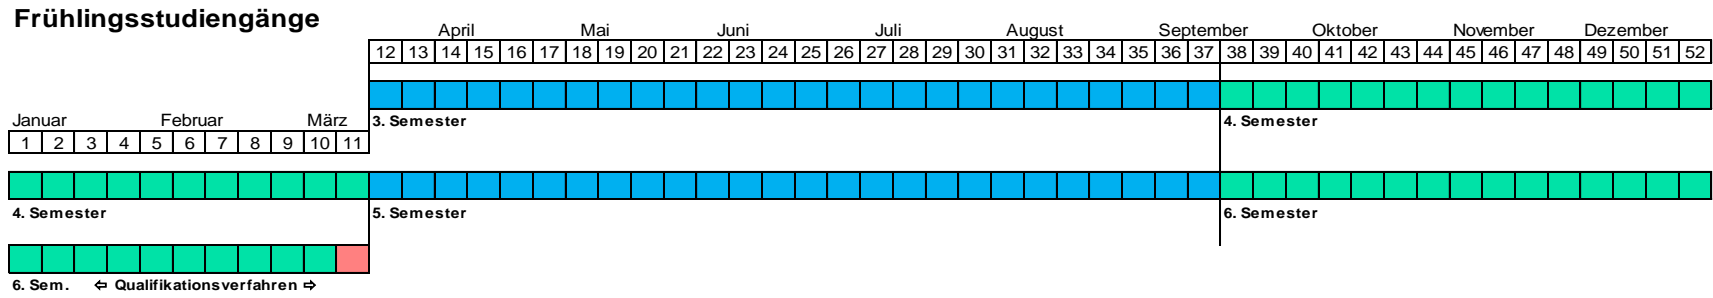 Frühlingsstudiengänge
April Mai Juni Juli August September Oktober November Dezember
12 13 14 15 16 17 18 19 20 21 22 23 24 25 26 27 28 29 30 31 32 33 34 35 36 37 38 39 40 41 42 43 44 45 46 47 48 49 50 51 52
Januar Februar März
3. Semester 4. Semester
1 2 3 4 5 6 7 8 9 10 11
4. Semester 5. Semester 6. Semester
6. Sem. ⇦ Qualifikationsverfahren ⇨